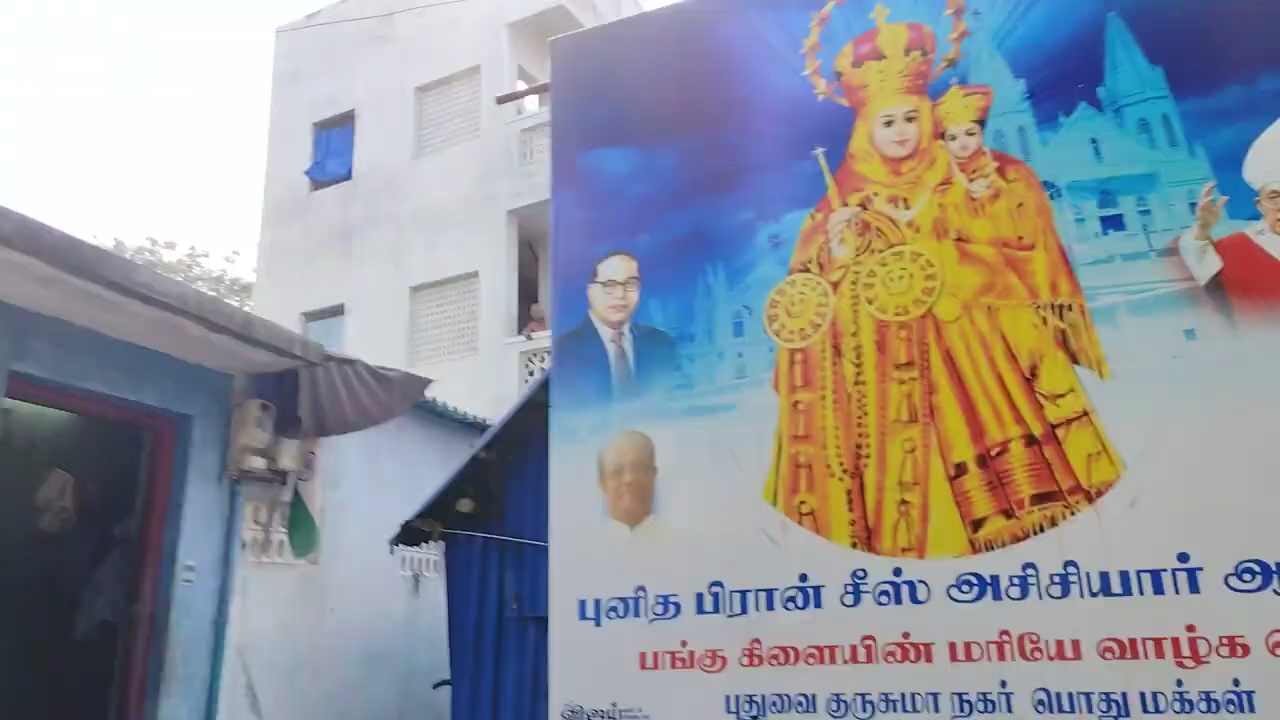 புனித பிரான் சீஸ் அசிசியார்
பங்கு கிளையின் மரியே வாழ்க
புதுவை குருசுமா நகர் பொது மக்கள்